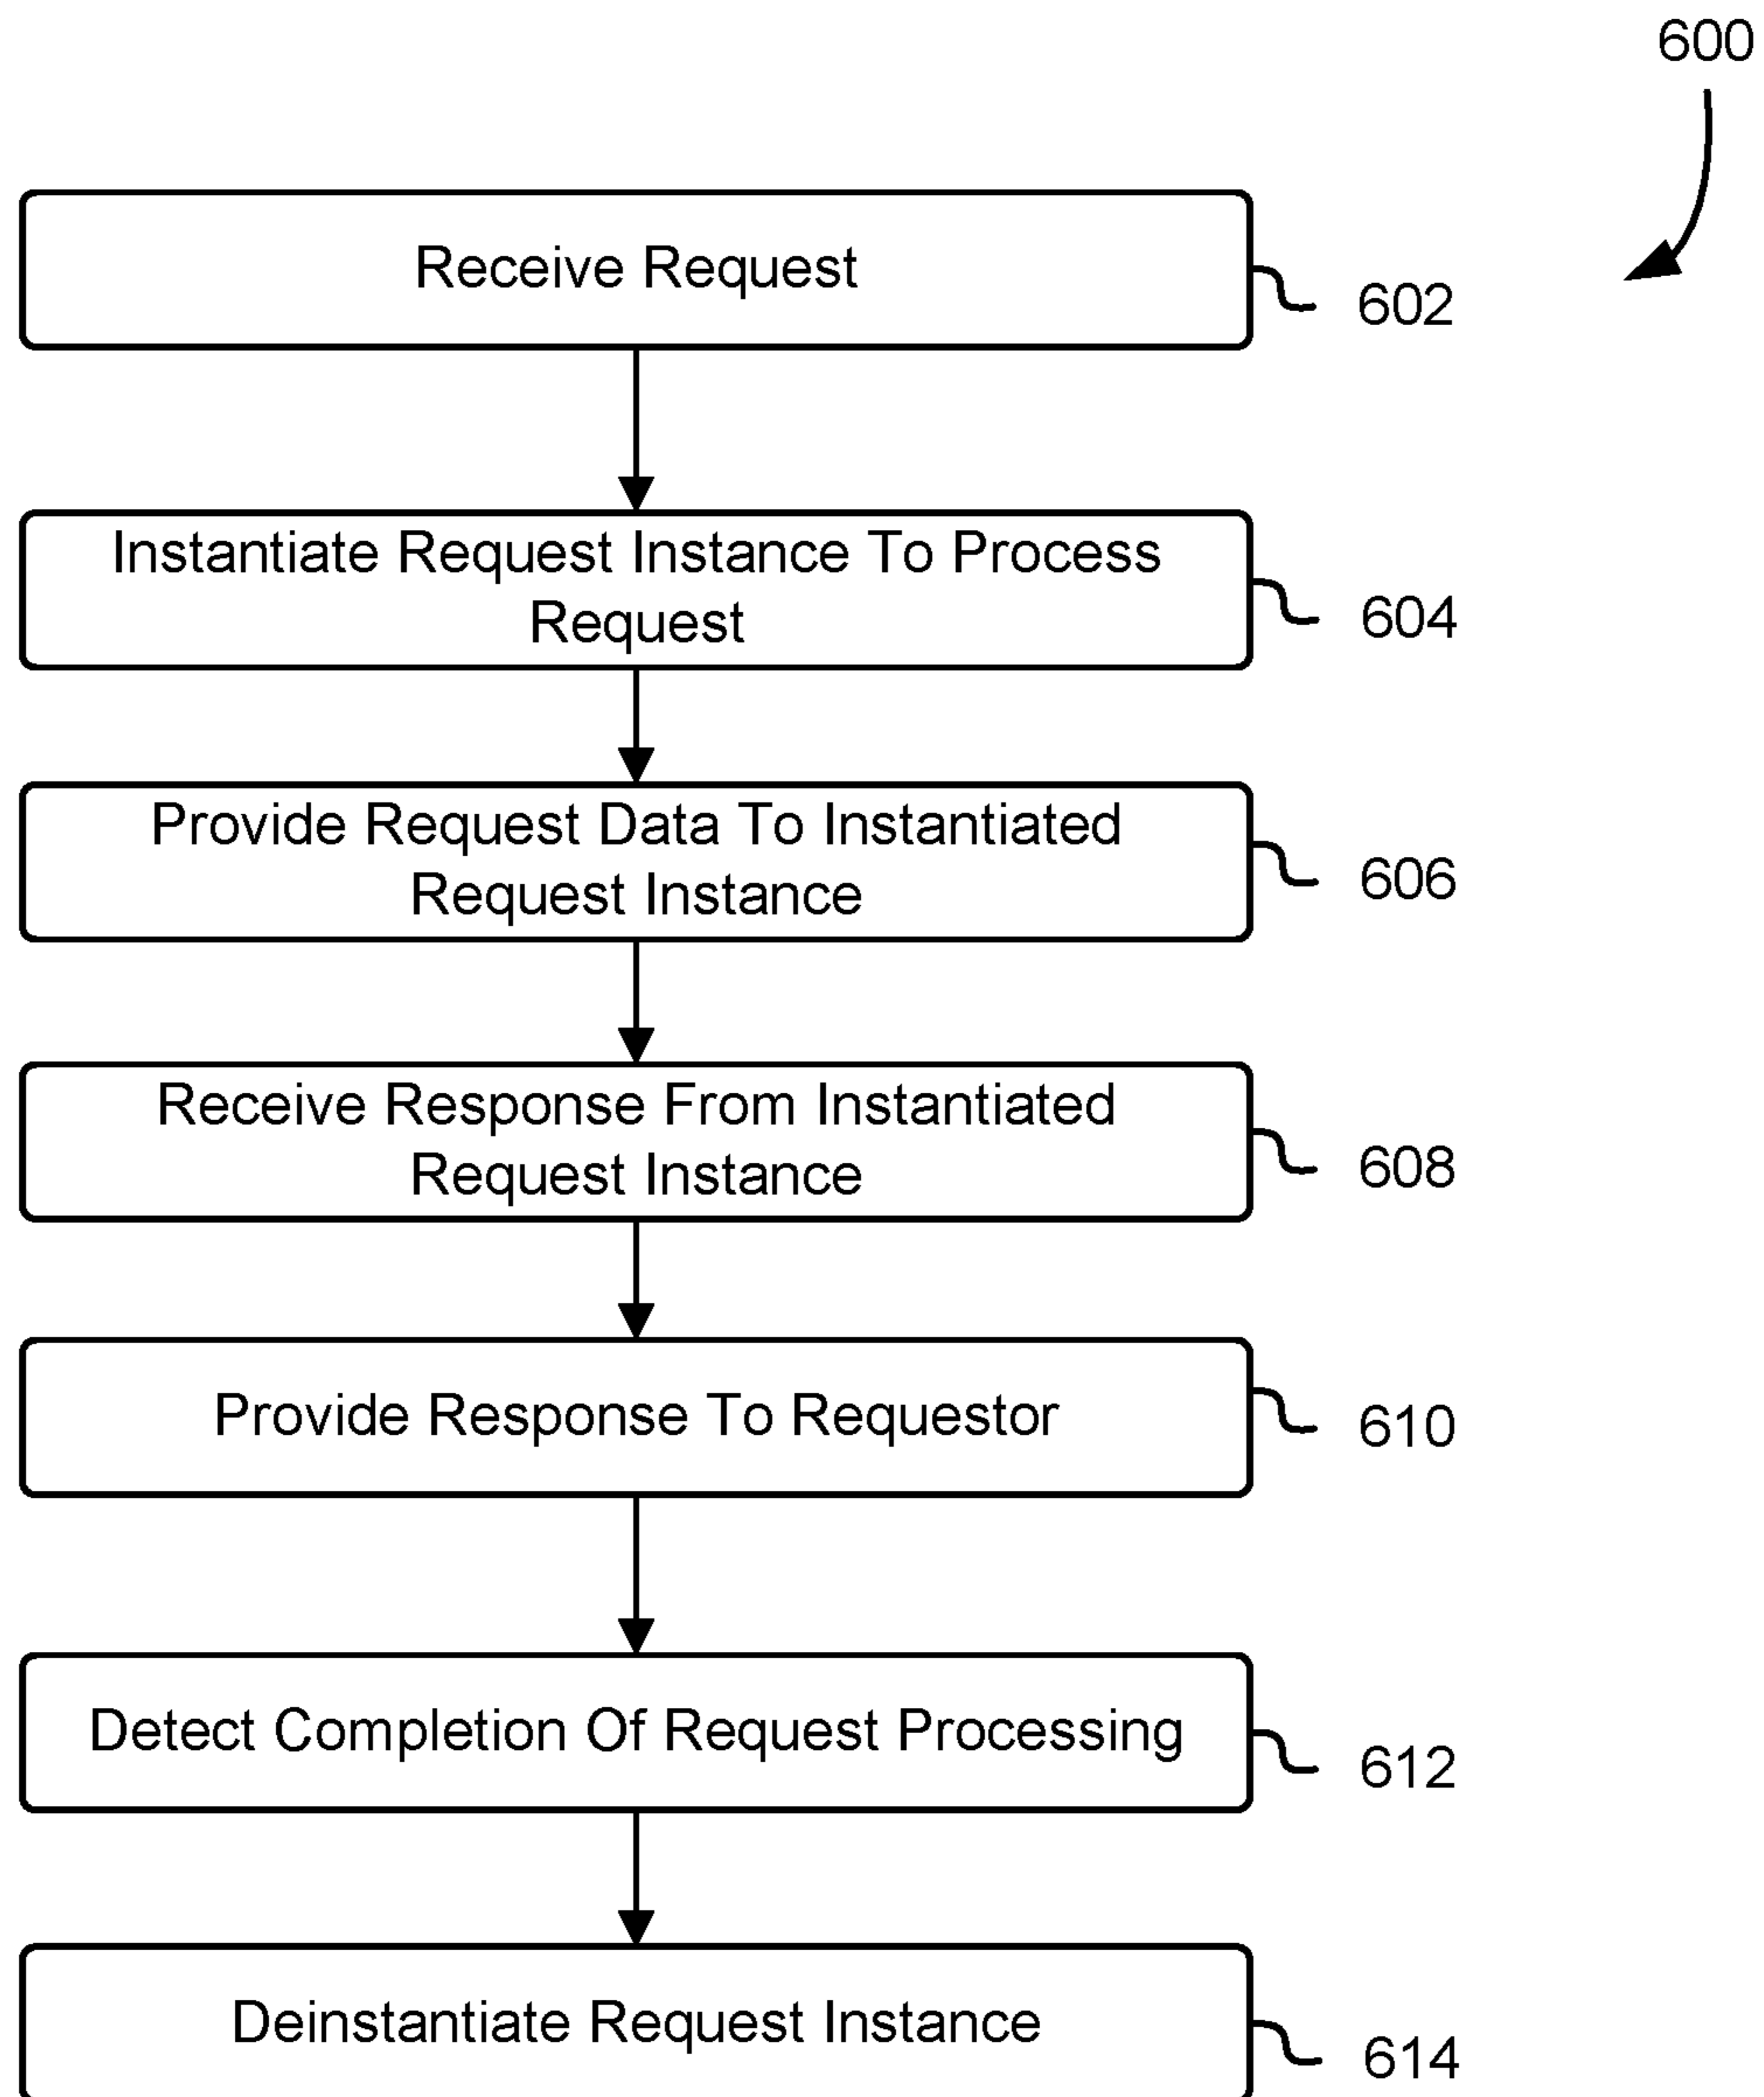 600
Receive Request
602
Instantiate Request Instance To Process
Request
604
Provide Request Data To Instantiated
Request Instance
606
Receive Response From Instantiated
Request Instance
608
Provide Response To Requestor
610
Detect Completion Of Request Processing
612
Deinstantiate Request Instance
614